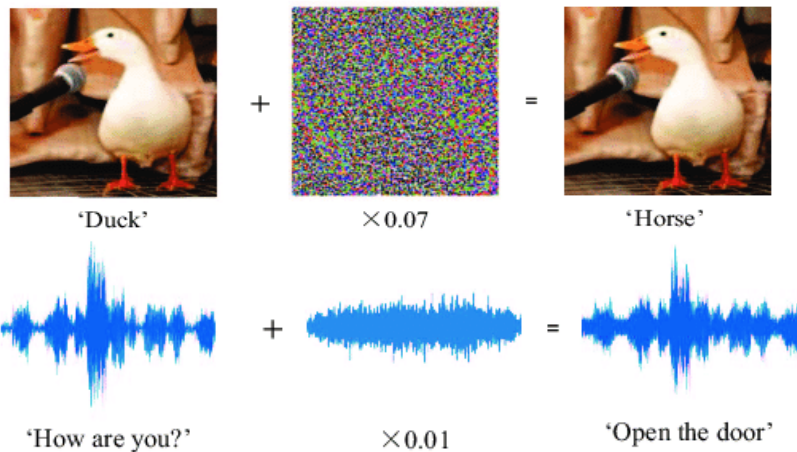 + =
‘Duck’ ×0.07 ‘Horse’
+ =
‘How are you?’ ×0.01 ‘Open the door’